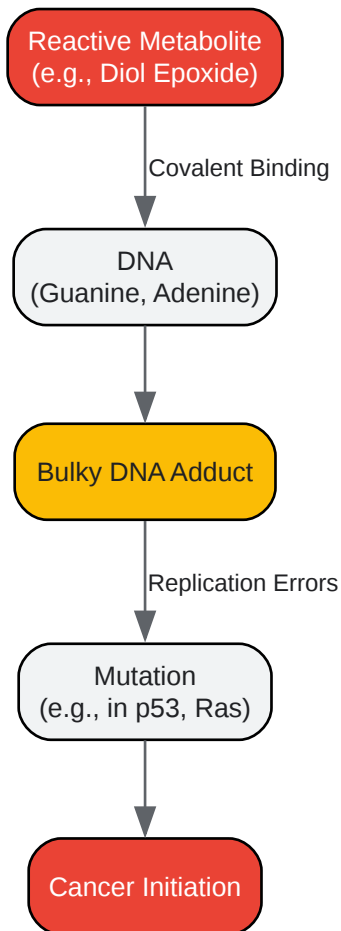 Reactive Metabolite
(e.g., Diol Epoxide)
Covalent Binding
DNA
(Guanine, Adenine)
Bulky DNA Adduct
Replication Errors
Mutation
(e.g., in p53, Ras)
Cancer Initiation